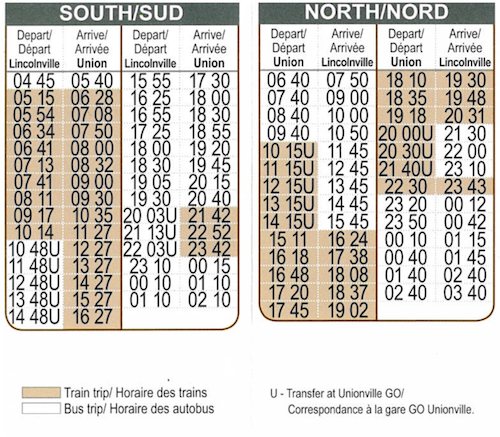 SOUTH/SUD
Depart/ Arrive/ Depart/ Arrive/
Départ Arrivée Départ Arrivée
Lincolnville Union Lincolnville Union
04 45 05 40 15 55 17 30
05 15 06 28 16 25 18 00
05 54 07 08 16 55 18 30
06 34 07 50 17 25 18 55
06 41 08 00 18 00 19 20
07 13 08 32 18 30 19 45
07 41 09 00 19 05 20 15
08 11 09 30 19 30 20 40
09 17 10 35 20 03U 21 42
10 14 11 27 21 13U 22 52
10 48U 12 27 22 03U 23 42
11 48U 13 27 23 10 00 15
12 48U 14 27 00 10 01 10
13 48U 15 27 01 10 02 10
14 48U 16 27
Train trip/ Horaire des trains
Bus trip/ Horaire des autobus
NORTH/NORD
Depart/ Arrive/ Depart/ Arrive/
Départ Arrivée Départ Arrivée
Union Lincolnville Union Lincolnville
06 40 07 50 18 10 19 30
07 40 09 00 18 35 19 48
08 40 10 00 19 18 20 31
09 40 10 50 20 00U 21 30
10 15U 11 45 20 30U 22 00
11 15U 12 45 21 40U 23 10
12 15U 13 45 22 30 23 43
13 15U 14 45 23 20 00 12
14 15U 15 45 23 50 00 42
15 11 16 24 00 10 01 15
16 18 17 38 00 40 01 45
16 48 18 08 01 40 02 40
17 20 18 37 02 40 03 40
17 45 19 02
U - Transfer at Unionville GO/
Correspondance à la gare GO Unionville.